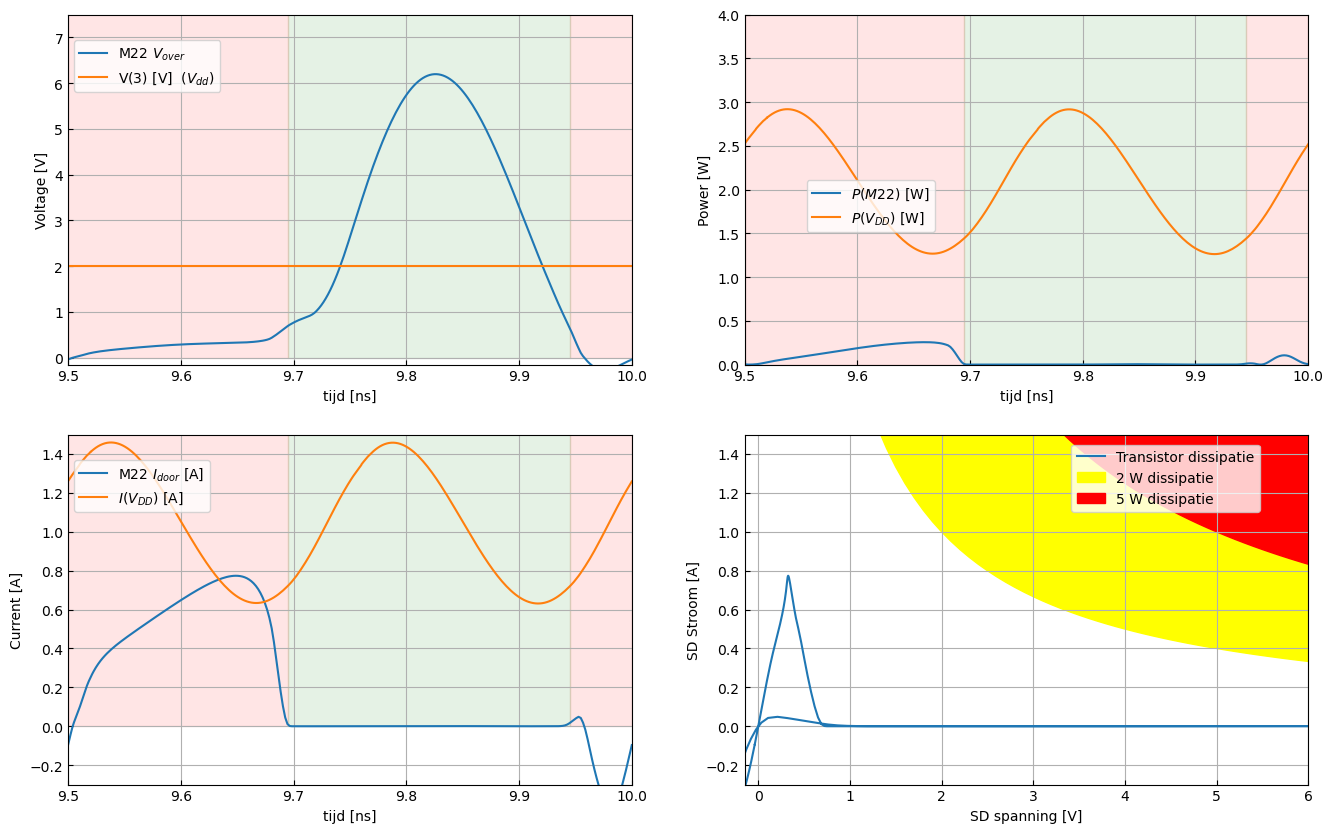 7
6
5
4
3
2
1
0
Voltage [V]
M22 V_over
V(3) [V] (V_dd)
9.5 9.6 9.7 9.8 9.9 10.0
tijd [ns]
4.0
3.5
3.0
2.5
2.0
1.5
1.0
0.5
0.0
Power [W]
P(M22) [W]
P(V_DD) [W]
9.5 9.6 9.7 9.8 9.9 10.0
tijd [ns]
1.4
1.2
1.0
0.8
0.6
0.4
0.2
0.0
−0.2
Current [A]
M22 I_door [A]
I(V_DD) [A]
9.5 9.6 9.7 9.8 9.9 10.0
tijd [ns]
1.4
1.2
1.0
0.8
0.6
0.4
0.2
0.0
−0.2
SD Stroom [A]
Transistor dissipatie
2 W dissipatie
5 W dissipatie
0 1 2 3 4 5 6
SD spanning [V]